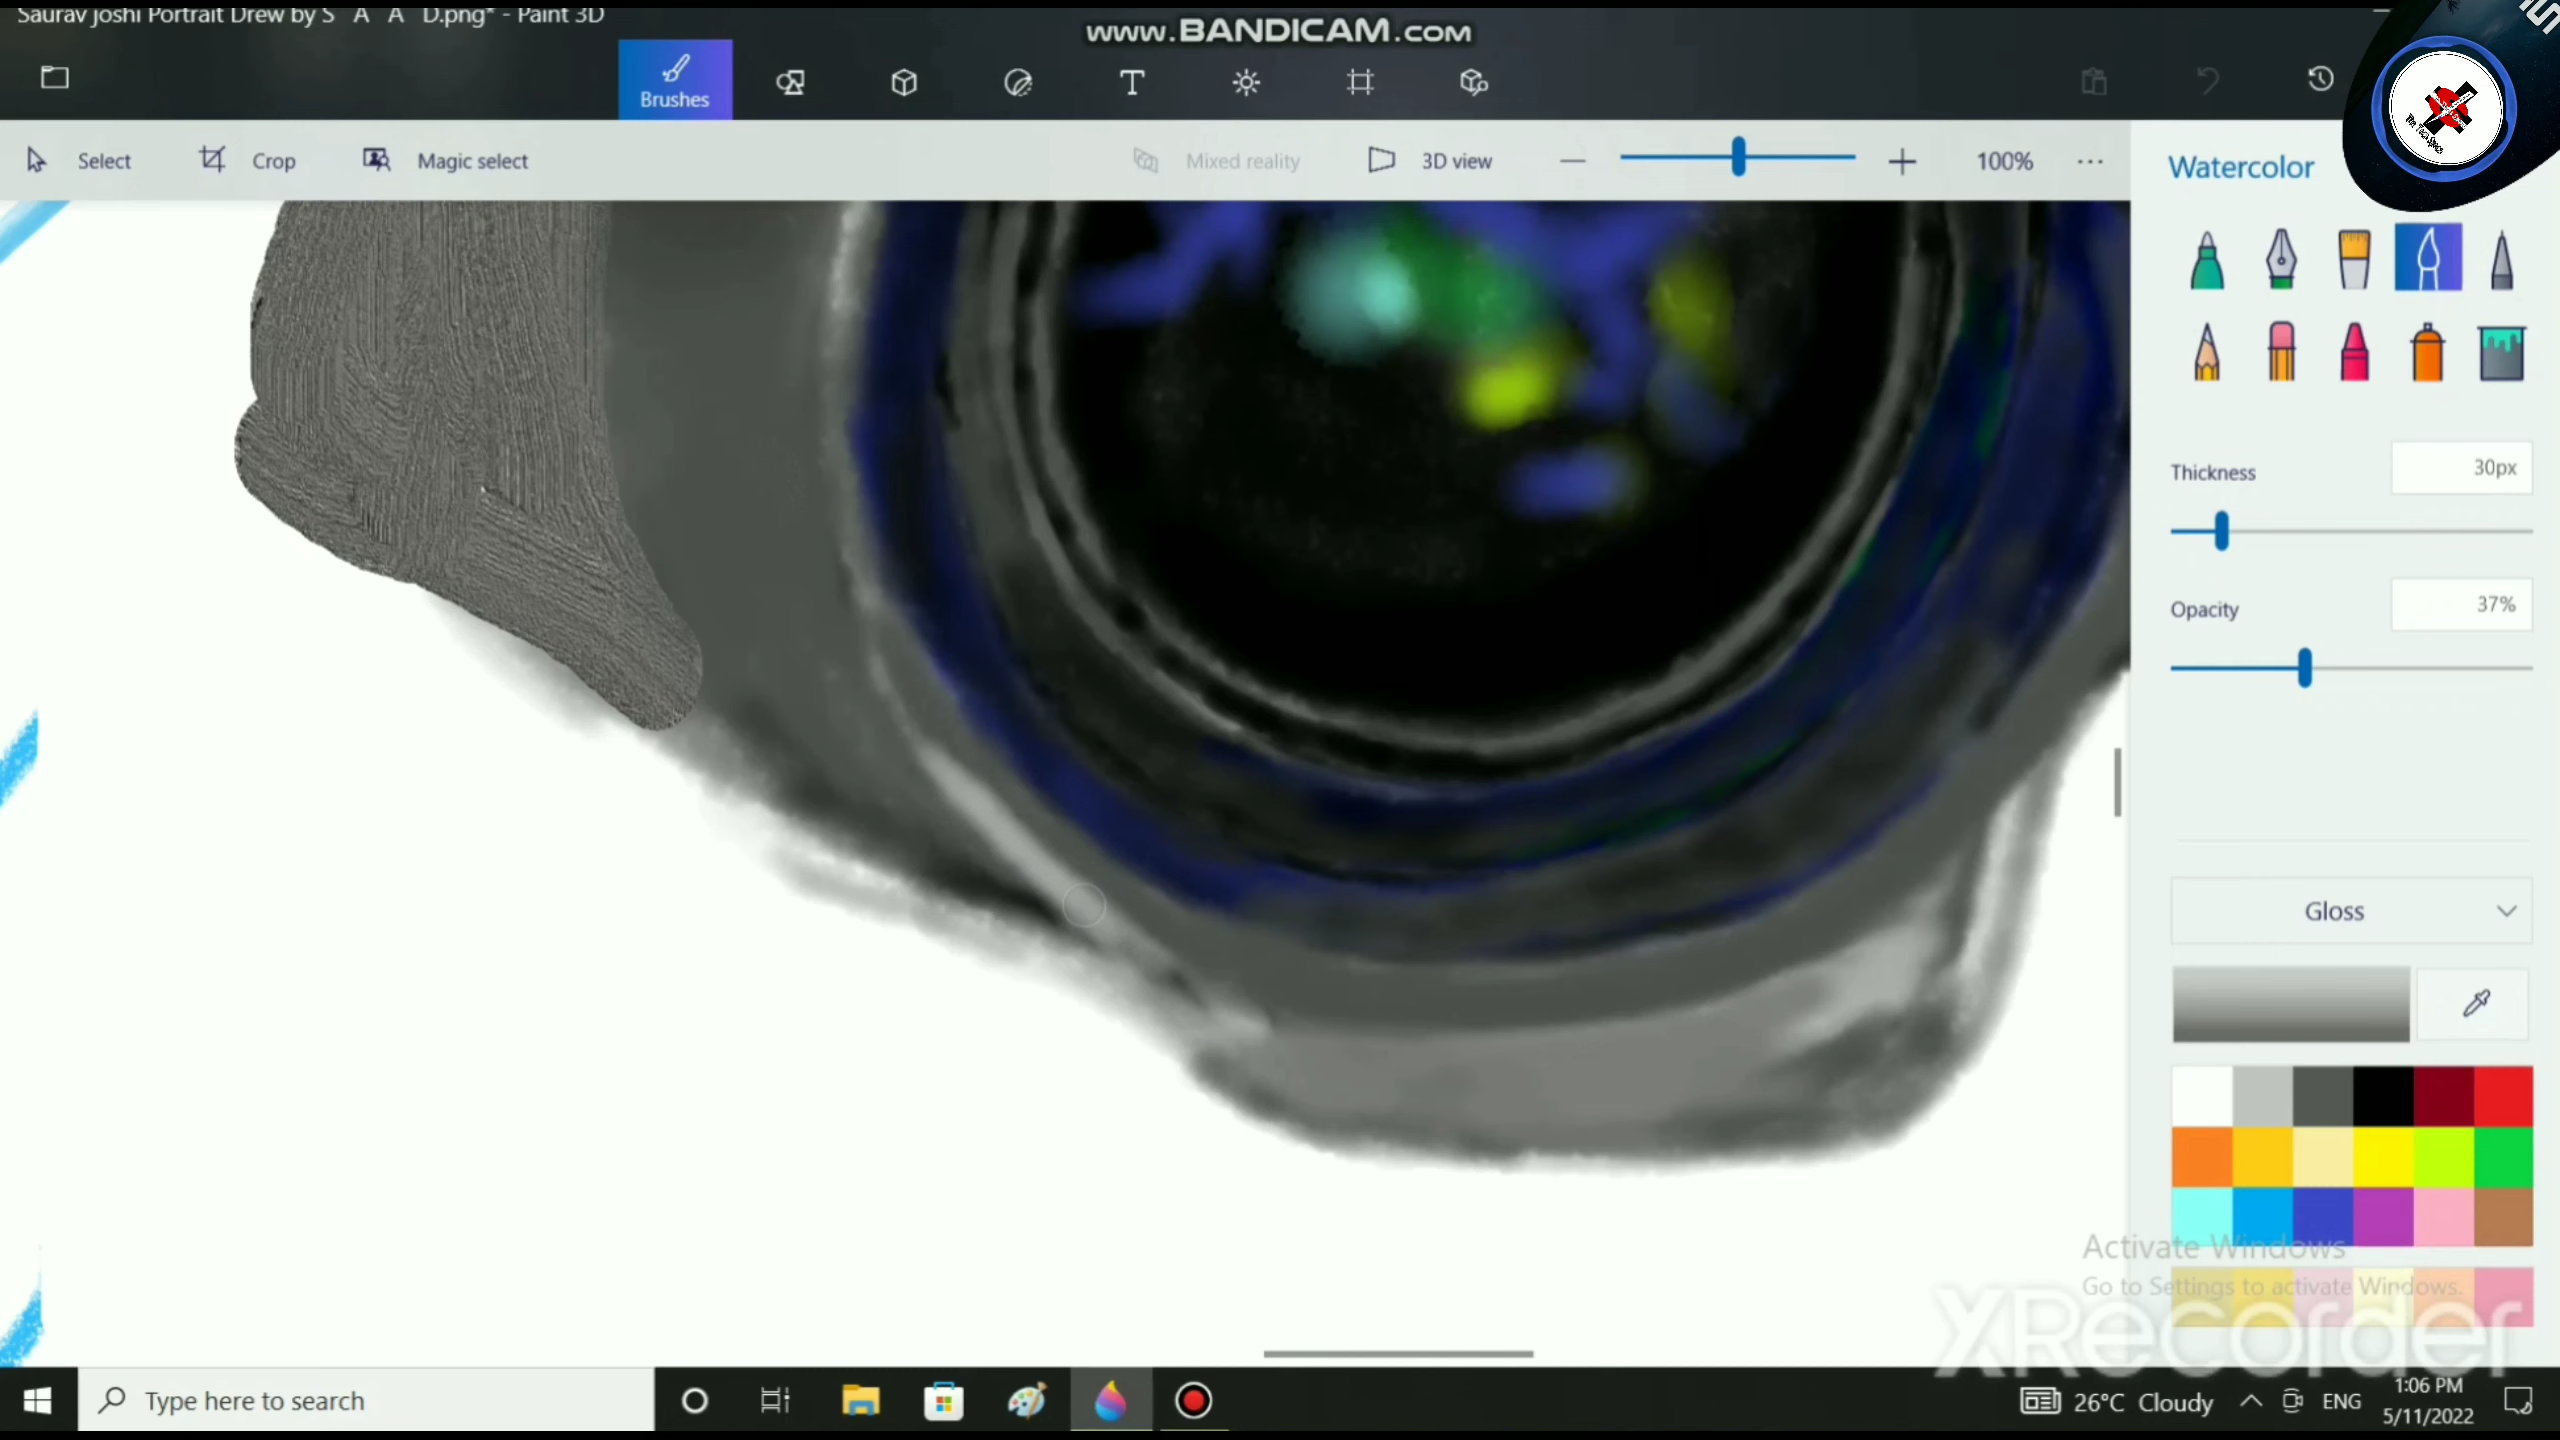 Saurav joshi Portrait Drew by S A A D.png* - Paint 3D
www.BANDICAM.com
Brushes
Select
Crop
Magic select
Mixed reality
3D view
100%
Watercolor
Thickness
30px
Opacity
37%
Gloss
Activate Windows
Go to Settings to activate Windows.
XRecorder
Type here to search
26°C Cloudy
ENG
1:06 PM
5/11/2022